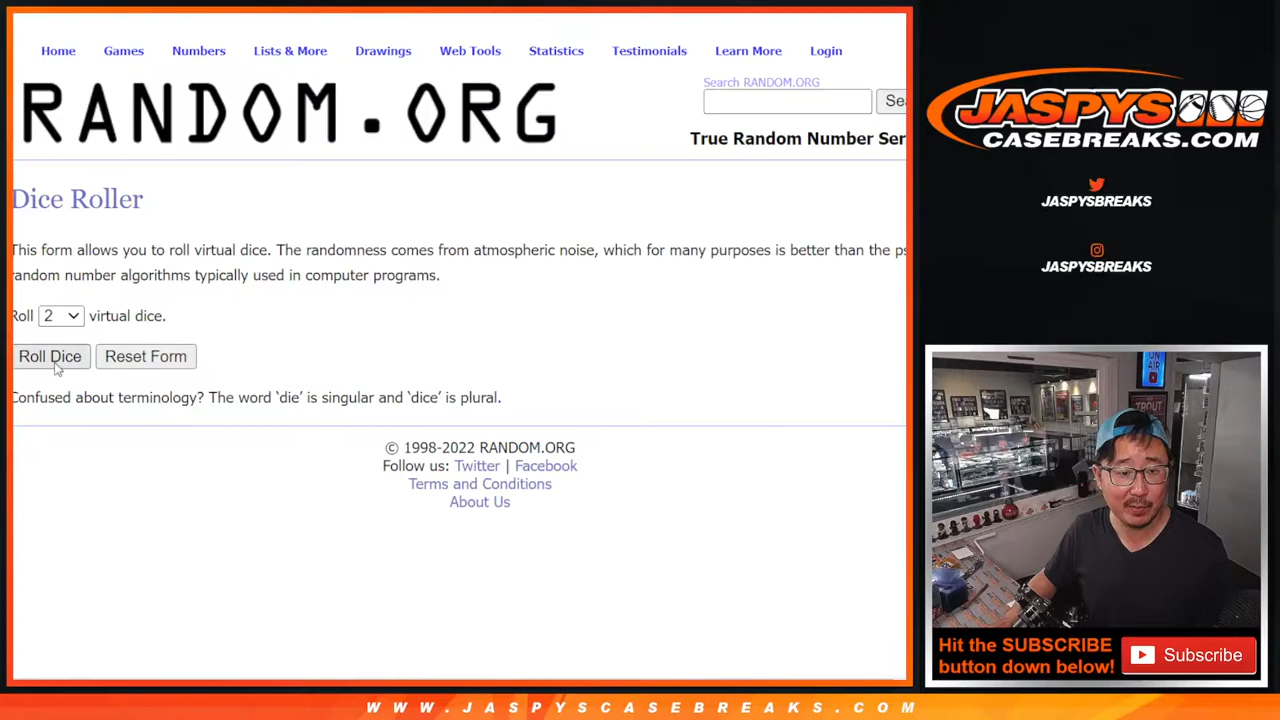 Home Games Numbers Lists & More Drawings Web Tools Statistics Testimonials Learn More Login
RANDOM.ORG
Search RANDOM.ORG
True Random Number Ser
Dice Roller
This form allows you to roll virtual dice. The randomness comes from atmospheric noise, which for many purposes is better than the ps
random number algorithms typically used in computer programs.
Roll 2 virtual dice.
Roll Dice Reset Form
Confused about terminology? The word ‘die’ is singular and ‘dice’ is plural.
© 1998-2022 RANDOM.ORG
Follow us: Twitter | Facebook
Terms and Conditions
About Us
JASPYS
CASEBREAKS.COM
JASPYSBREAKS
JASPYSBREAKS
ON
AIR
TROUT
Hit the SUBSCRIBE
button down below!
Subscribe
WWW.JASPYSCASEBREAKS.COM